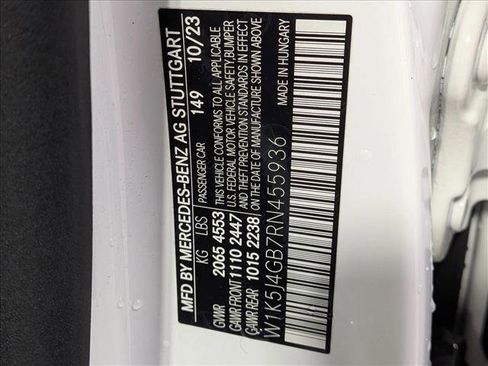 MFD BY MERCEDES-BENZ AG STUTTGART
PASSENGER CAR 149 10/23
KG LBS
GVWR 2065 4553
GAWR FRONT 1110 2447
GAWR REAR 1015 2238
THIS VEHICLE CONFORMS TO ALL APPLICABLE
U.S. FEDERAL MOTOR VEHICLE SAFETY, BUMPER
AND THEFT PREVENTION STANDARDS IN EFFECT
ON THE DATE OF MANUFACTURE SHOWN ABOVE
MADE IN HUNGARY
W1K5J4GB7RN455936